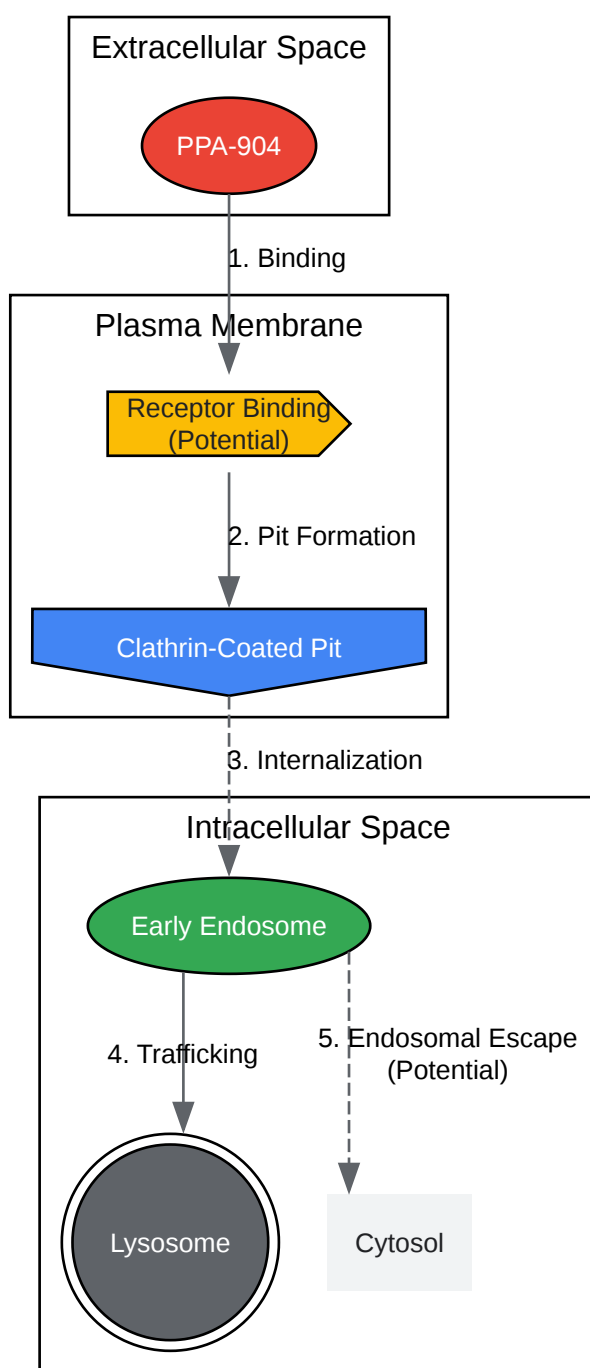 Extracellular Space
PPA-904
1. Binding
Plasma Membrane
Receptor Binding
(Potential)
2. Pit Formation
Clathrin-Coated Pit
3. Internalization
Intracellular Space
Early Endosome
4. Trafficking
5. Endosomal Escape
(Potential)
Lysosome
Cytosol